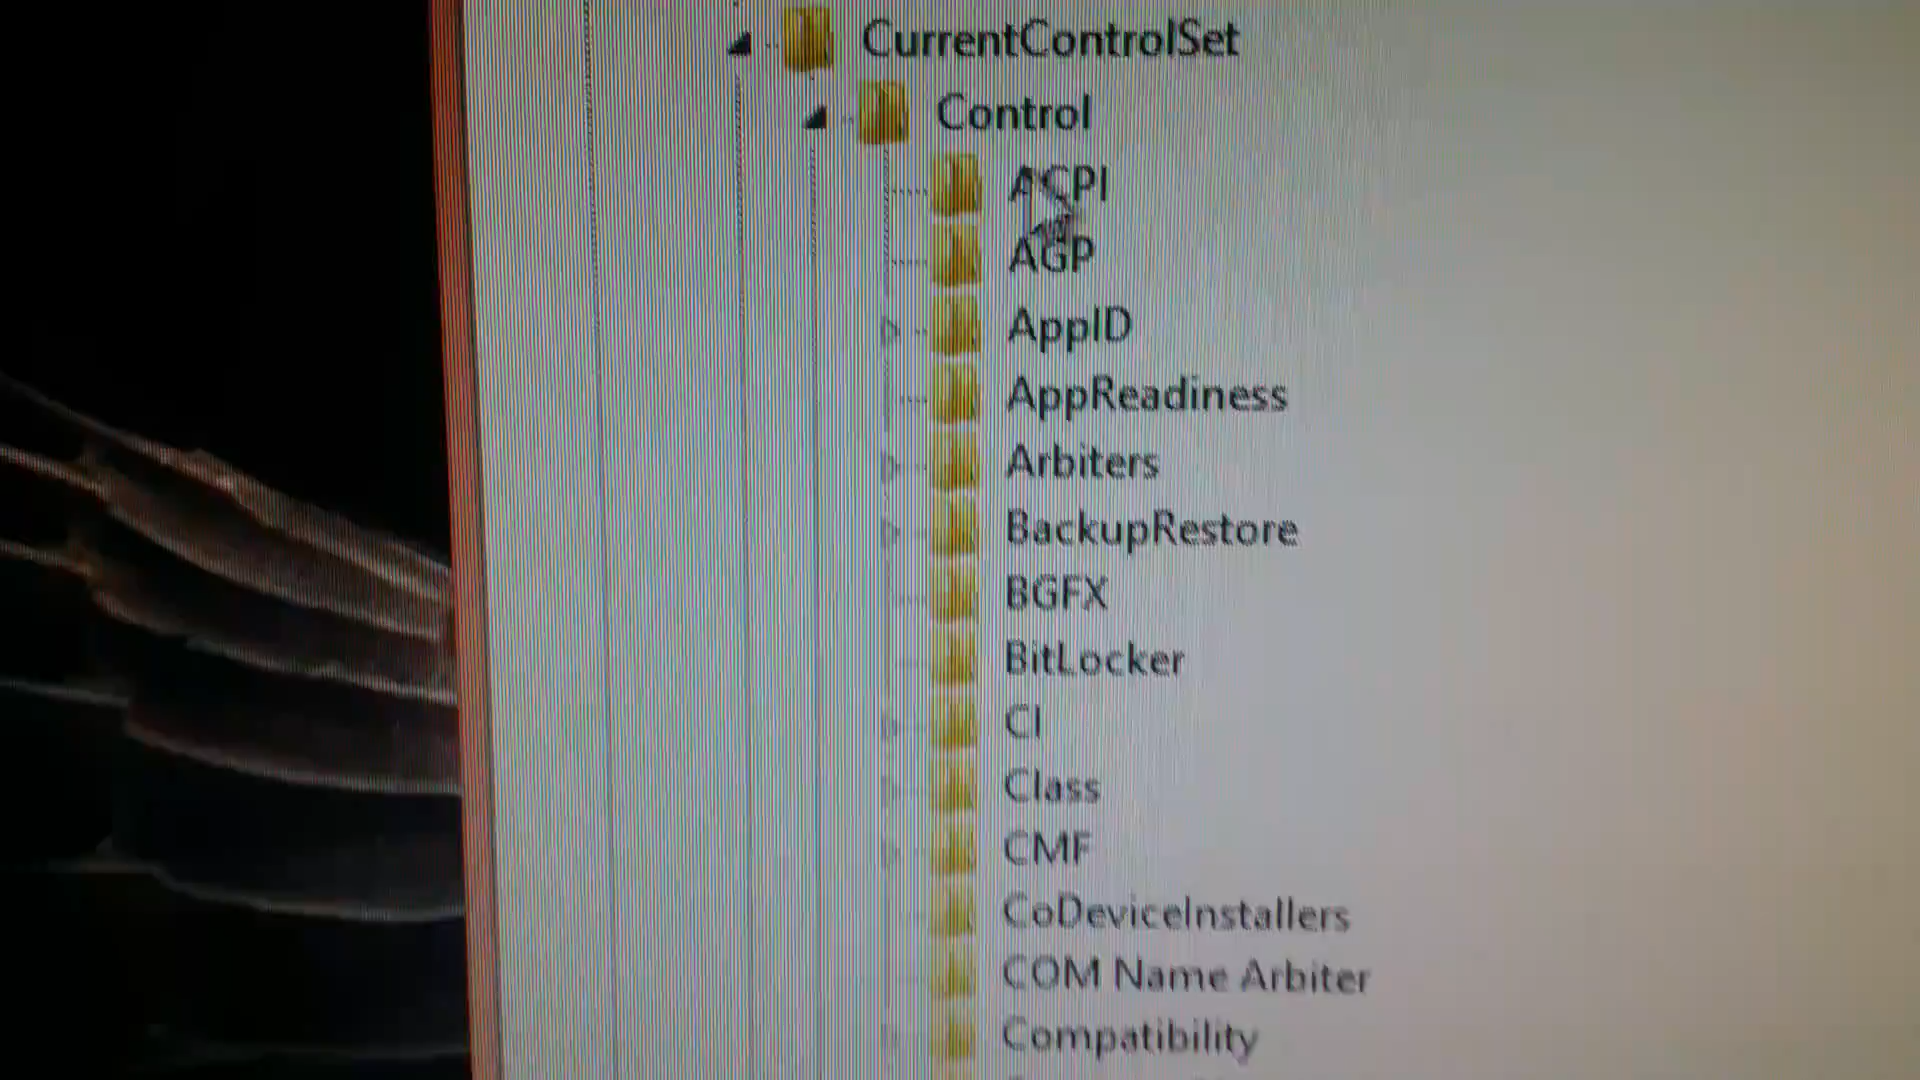 CurrentControlSet
Control
ACPI
AGP
AppID
AppReadiness
Arbiters
BackupRestore
BGFX
BitLocker
CI
Class
CMF
CoDeviceInstallers
COM Name Arbiter
Compatibility